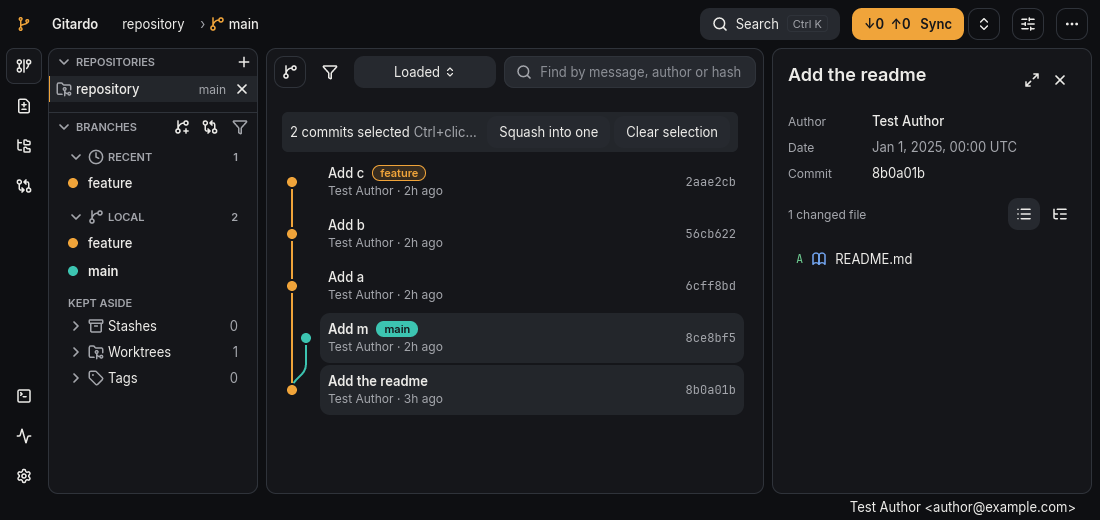 Gitardo repository main Search Ctrl K ↓0 ↑0 Sync
REPOSITORIES
repository main
BRANCHES
RECENT 1
feature
LOCAL 2
feature
main
KEPT ASIDE
Stashes 0
Worktrees 1
Tags 0
Loaded Find by message, author or hash
2 commits selected Ctrl+clic... Squash into one Clear selection
Add c feature
Test Author · 2h ago 2aae2cb
Add b
Test Author · 2h ago 56cb622
Add a
Test Author · 2h ago 6cff8bd
Add m main
Test Author · 2h ago 8ce8bf5
Add the readme
Test Author · 3h ago 8b0a01b
Add the readme
Author Test Author
Date Jan 1, 2025, 00:00 UTC
Commit 8b0a01b
1 changed file
A README.md
Test Author <author@example.com>